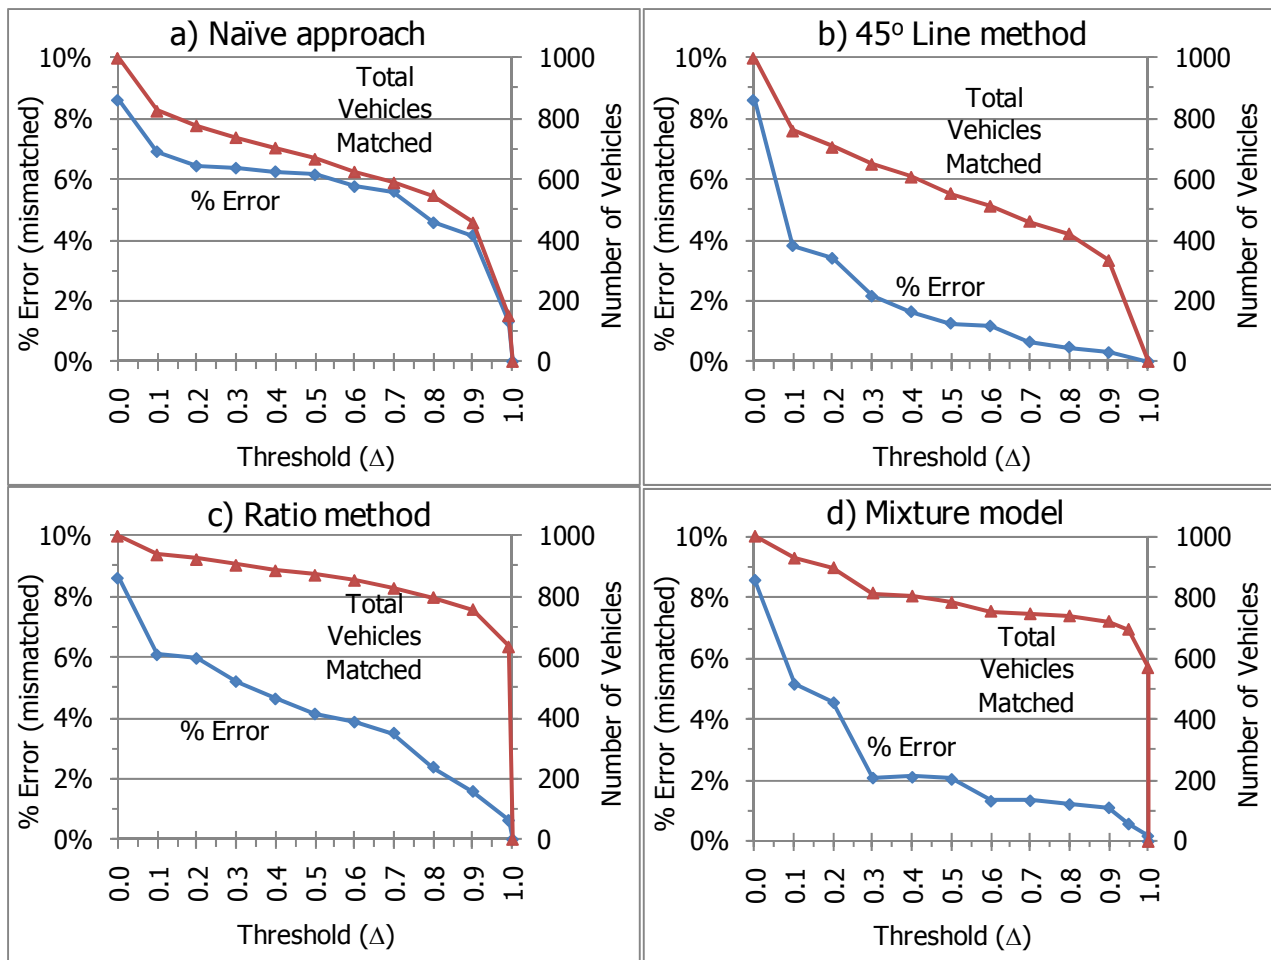 a) Naïve approach
10%
8%
6%
4%
2%
0%
% Error (mismatched)
Total
Vehicles
Matched
% Error
1000
800
600
400
200
0
Number of Vehicles
0.0
0.1
0.2
0.3
0.4
0.5
0.6
0.7
0.8
0.9
1.0
Threshold (Δ)
b) 45º Line method
10%
8%
6%
4%
2%
0%
% Error (mismatched)
Total
Vehicles
Matched
% Error
1000
800
600
400
200
0
Number of Vehicles
0.0
0.1
0.2
0.3
0.4
0.5
0.6
0.7
0.8
0.9
1.0
Threshold (Δ)
c) Ratio method
10%
8%
6%
4%
2%
0%
% Error (mismatched)
Total
Vehicles
Matched
% Error
1000
800
600
400
200
0
Number of Vehicles
0.0
0.1
0.2
0.3
0.4
0.5
0.6
0.7
0.8
0.9
1.0
Threshold (Δ)
d) Mixture model
10%
8%
6%
4%
2%
0%
% Error (mismatched)
Total
Vehicles
Matched
% Error
1000
800
600
400
200
0
Number of Vehicles
0.0
0.1
0.2
0.3
0.4
0.5
0.6
0.7
0.8
0.9
1.0
Threshold (Δ)